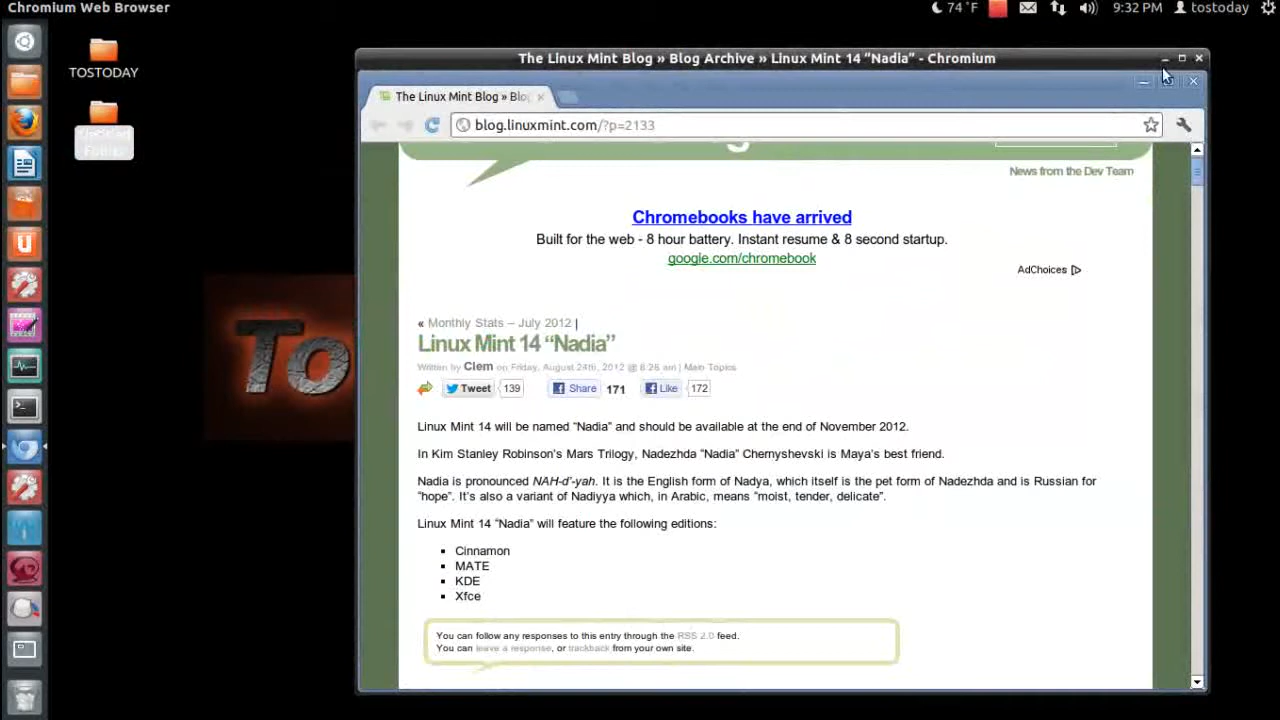 Chromium Web Browser
74 °F
9:32 PM
tostoday
TOSTODAY
The Linux Mint Blog » Blog Archive » Linux Mint 14 “Nadia” - Chromium
The Linux Mint Blog » Blo
blog.linuxmint.com/?p=2133
News from the Dev Team
Chromebooks have arrived
Built for the web - 8 hour battery. Instant resume & 8 second startup.
google.com/chromebook
AdChoices
To
« Monthly Stats – July 2012 |
Linux Mint 14 “Nadia”
Written by Clem on Friday, August 24th, 2012 @ 6:26 am | Main Topics
Tweet 139 Share 171 Like 172
Linux Mint 14 will be named “Nadia” and should be available at the end of November 2012.
In Kim Stanley Robinson’s Mars Trilogy, Nadezhda “Nadia” Chernyshevski is Maya’s best friend.
Nadia is pronounced NAH-d’-yah. It is the English form of Nadya, which itself is the pet form of Nadezhda and is Russian for
“hope”. It’s also a variant of Nadiyya which, in Arabic, means “moist, tender, delicate”.
Linux Mint 14 “Nadia” will feature the following editions:
Cinnamon
MATE
KDE
Xfce
You can follow any responses to this entry through the RSS 2.0 feed.
You can leave a response, or trackback from your own site.